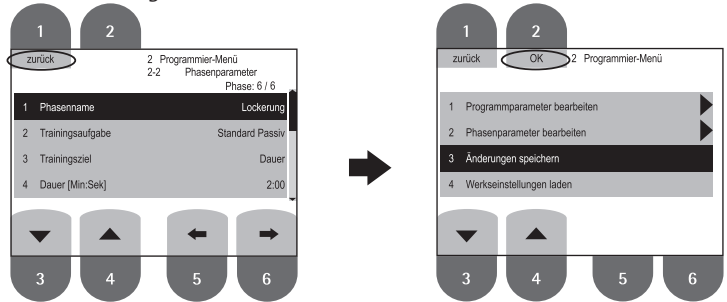 1 2
zurück 2 Programmier-Menü
2-2 Phasenparameter
Phase: 6 / 6
1 Phasenname Lockerung
2 Trainingsaufgabe Standard Passiv
3 Trainingsziel Dauer
4 Dauer [Min:Sek] 2:00
3 4 5 6
1 2
zurück OK 2 Programmier-Menü
1 Programmparameter bearbeiten
2 Phasenparameter bearbeiten
3 Änderungen speichern
4 Werkseinstellungen laden
3 4 5 6